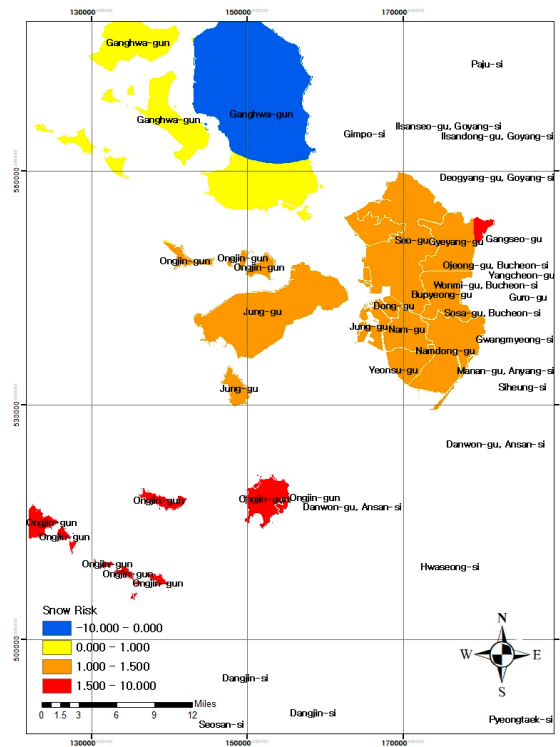 130000 150000 170000
Ganghwa-gun
Paju-si
Ganghwa-gun
Ganghwa-gun
Ilsanseo-gu, Goyang-si
Gimpo-si
Ilsandong-gu, Goyang-si
560000
Deogyang-gu, Goyang-si
Seo-gu
Gyeyang-gu
Gangseo-gu
Ongjin-gun
Ongjin-gun
Ongjin-gun
Ojeong-gu, Bucheon-si
Yangcheon-gu
Wonmi-gu, Bucheon-si
Bupyeong-gu
Guro-gu
Dong-gu
Jung-gu
Sosa-gu, Bucheon-si
Jung-gu
Nam-gu
Gwangmyeong-si
Namdong-gu
Yeonsu-gu
Manan-gu, Anyang-si
Jung-gu
Siheung-si
530000
Danwon-gu, Ansan-si
Ongjin-gun
Ongjin-gun
Ongjin-gun
Danwon-gu, Ansan-si
Ongjin-gun
Ongjin-gun
Ongjin-gun
Ongjin-gun
Ongjin-gun
Hwaseong-si
Snow Risk
-10.000 - 0.000
0.000 - 1.000
1.000 - 1.500
1.500 - 10.000
N
W E
S
500000
Dangjin-si
Miles
0 1.5 3 6 9 12
Dangjin-si
Seosan-si
Pyeongtaek-si
130000 150000 170000